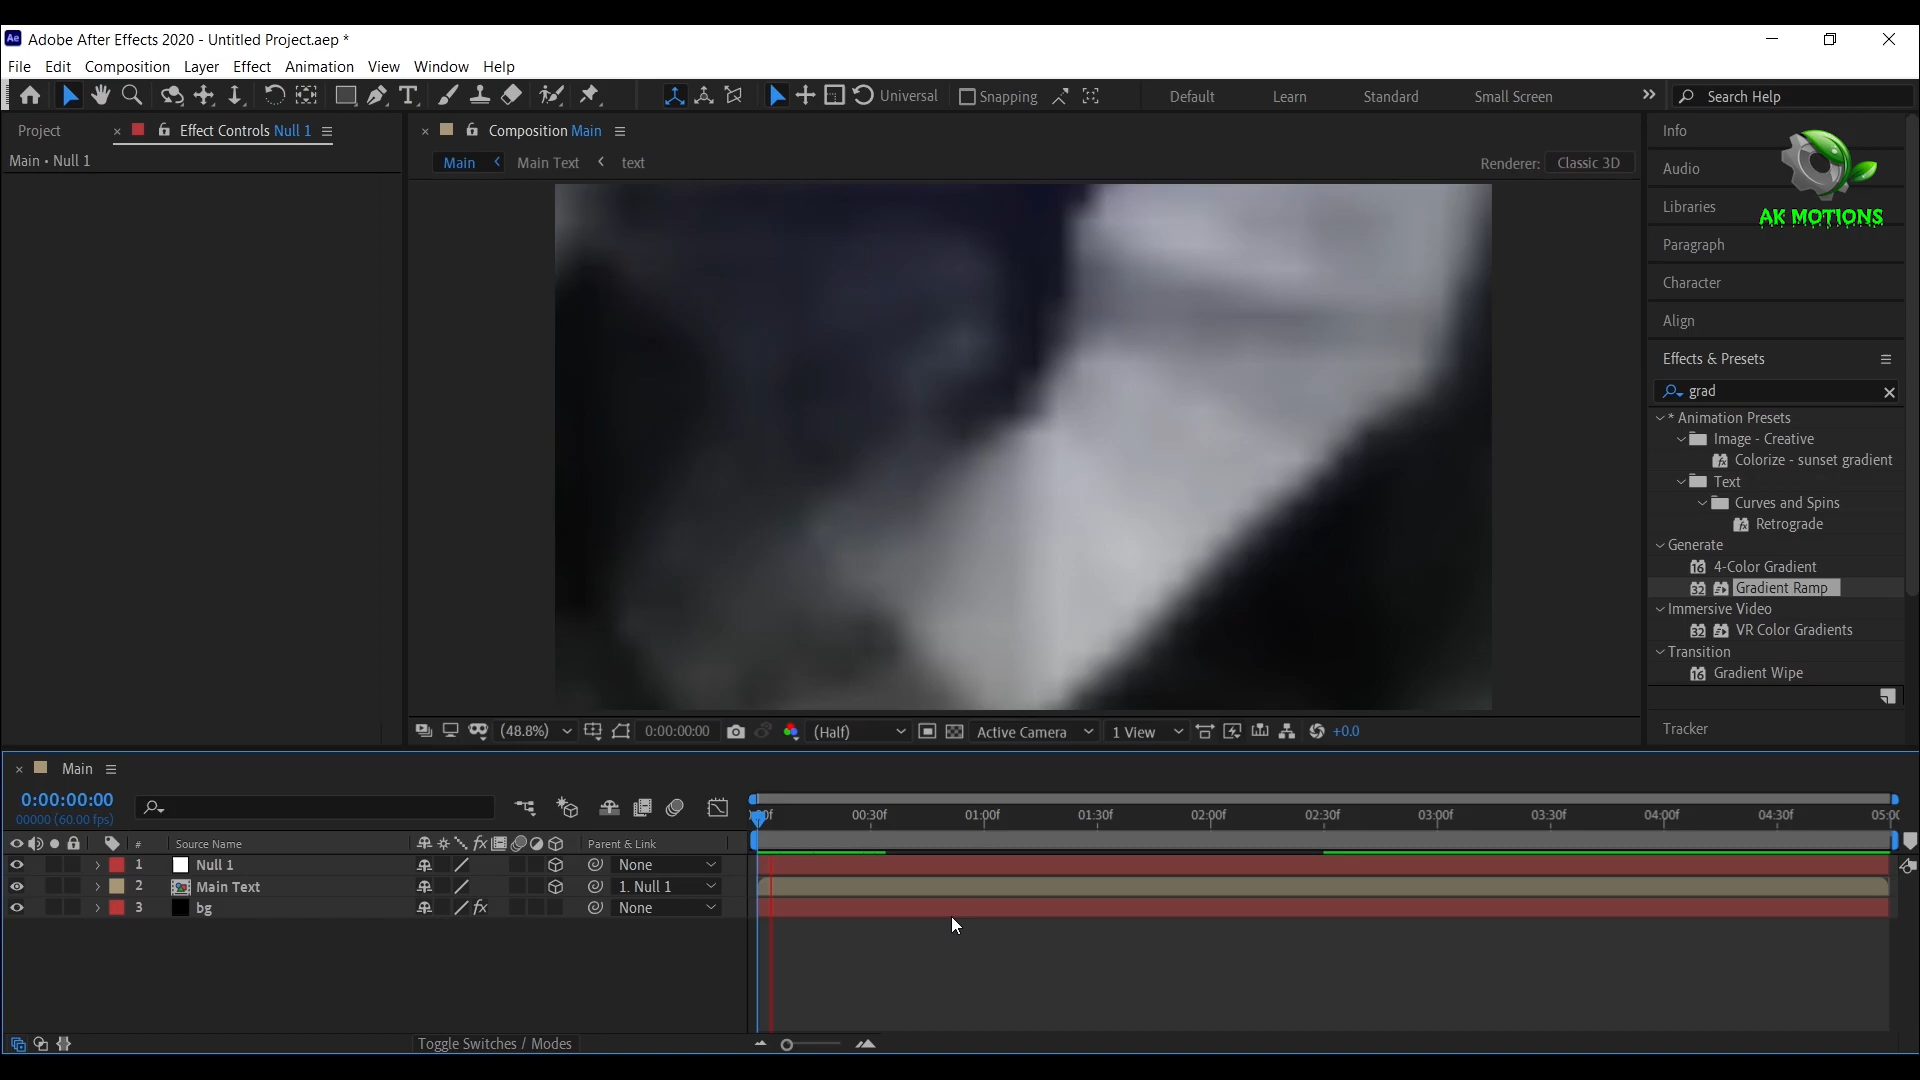 Ae Adobe After Effects 2020 - Untitled Project.aep *
File Edit Composition Layer Effect Animation View Window Help
Universal Snapping Default Learn Standard Small Screen Search Help
Project Effect Controls Null 1
Main • Null 1
Composition Main
Main Main Text text
Renderer: Classic 3D
Info
Audio
Libraries
AK MOTIONS
Paragraph
Character
Align
Effects & Presets
grad
* Animation Presets
Image - Creative
Colorize - sunset gradient
Text
Curves and Spins
Retrograde
Generate
16 4-Color Gradient
32 Gradient Ramp
Immersive Video
32 VR Color Gradients
Transition
16 Gradient Wipe
Tracker
(48.8%) 0:00:00:00 (Half) Active Camera 1 View +0.0
Main
0:00:00:00
00000 (60.00 fps)
00:30f 01:00f 01:30f 02:00f 02:30f 03:00f 03:30f 04:00f 04:30f
# Source Name fx Parent & Link
1 Null 1 None
2 Main Text 1. Null 1
3 bg fx None
Toggle Switches / Modes